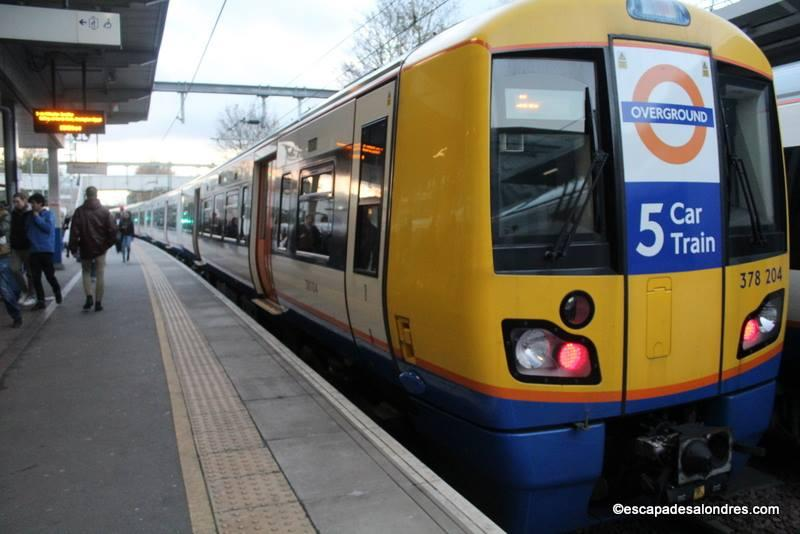 OVERGROUND
5 Car
Train
378 204
©escapadesalondres.com